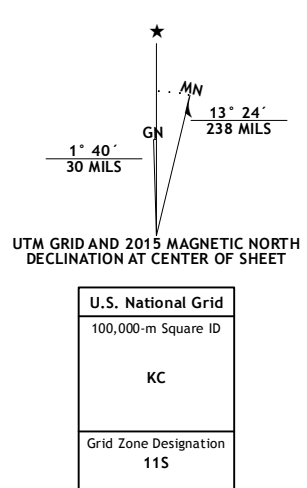 ★
MN
13° 24´
238 MILS
GN
1° 40´
30 MILS
UTM GRID AND 2015 MAGNETIC NORTH
DECLINATION AT CENTER OF SHEET
U.S. National Grid
100,000-m Square ID
KC
Grid Zone Designation
11S